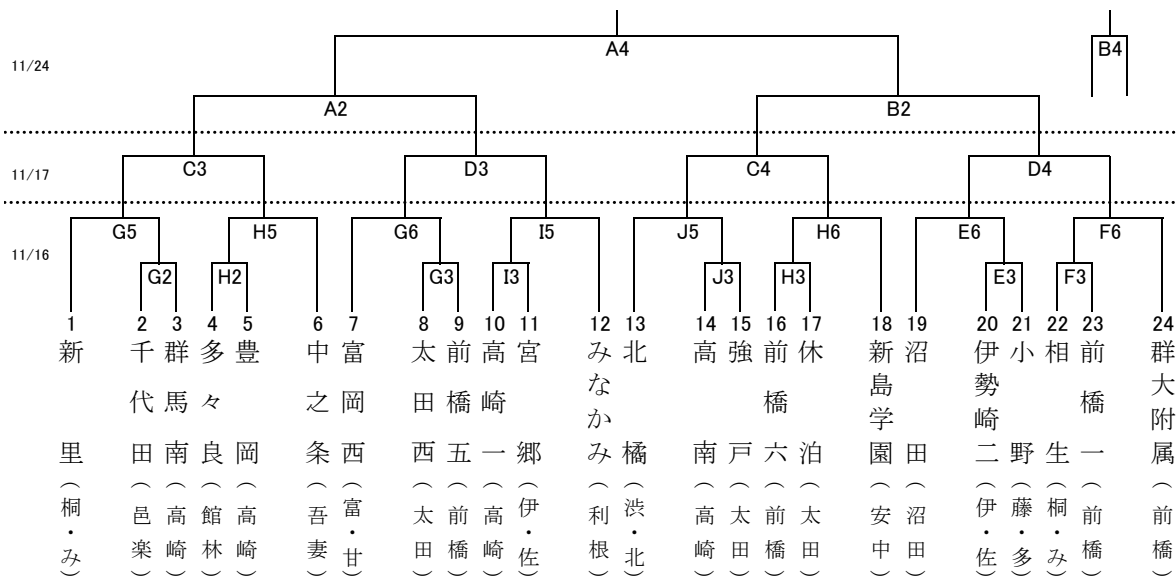 A4
B4
11/24
A2
B2
11/17
C3
D3
C4
D4
G5
H5
G6
I5
J5
H6
E6
F6
11/16
G2
H2
G3
I3
J3
H3
E3
F3
1 新里（桐・み）
2 千代田（邑楽）
3 群馬南（高崎）
4 多々良（館林）
5 豊岡（高崎）
6 中之条（吾妻）
7 富岡西（富・甘）
8 太田西（太田）
9 前橋五（前橋）
10 高崎一（高崎）
11 宮郷（伊・佐）
12 みなかみ（利根）
13 北橘（渋・北）
14 高南（高崎）
15 強戸（太田）
16 前橋六（前橋）
17 休泊（太田）
18 新島学園（安中）
19 沼田（沼田）
20 伊勢崎二（伊・佐）
21 小野（藤・多）
22 相生（桐・み）
23 前橋一（前橋）
24 群大附属（前橋）